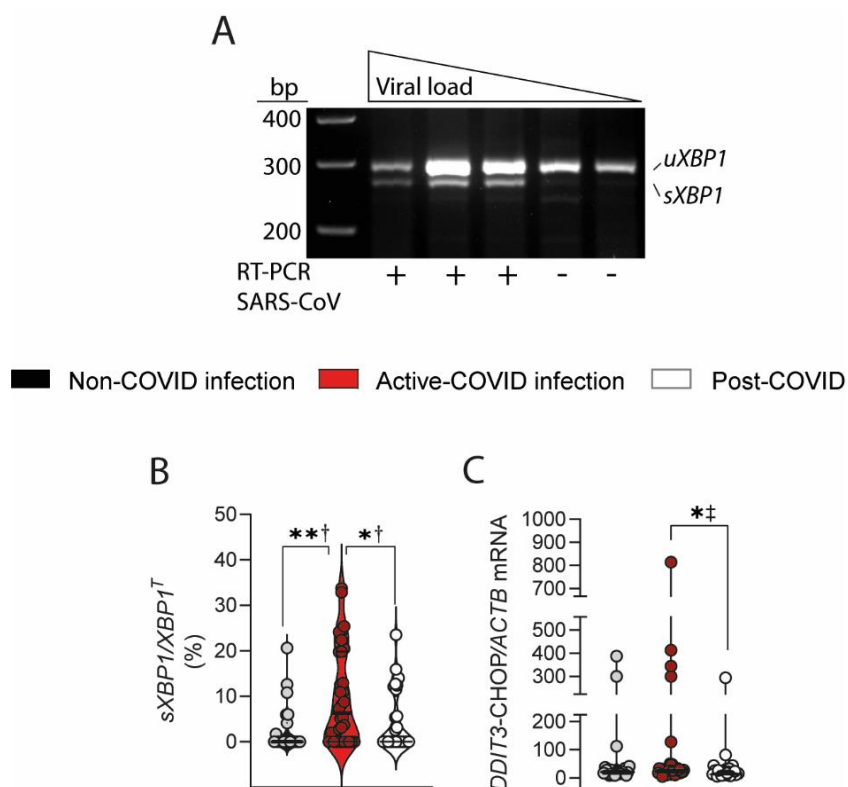 A
bp
Viral load
400
300
200
uXBP1
sXBP1
RT-PCR + + + - -
SARS-CoV
Non-COVID infection Active-COVID infection Post-COVID
B
sXBP1/XBP1ᵀ
(%)
50
40
30
20
10
0
**† *†
C
DDIT3-CHOP/ACTB mRNA
1000
900
800
700
500
400
300
200
100
0
*‡